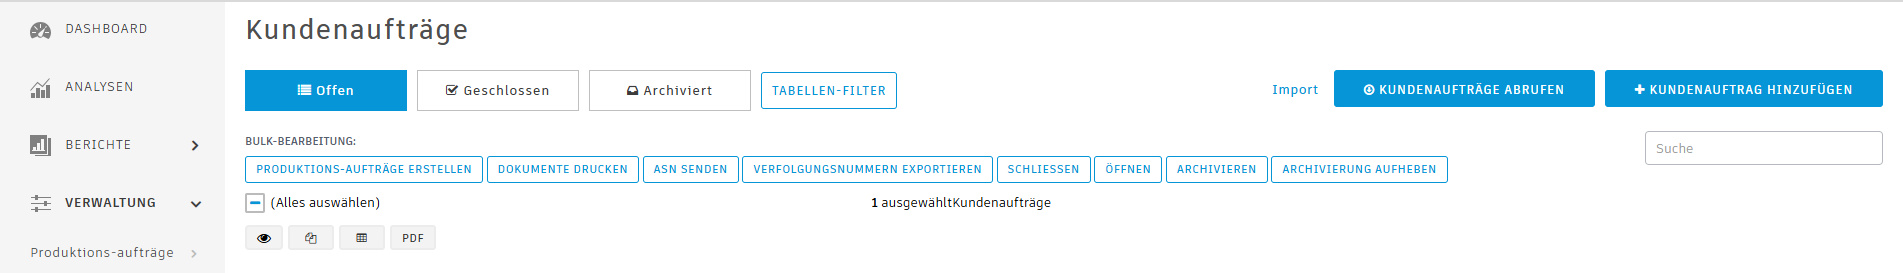 DASHBOARD
ANALYSEN
BERICHTE
VERWALTUNG
Produktions-aufträge
Kundenaufträge
Offen Geschlossen Archiviert TABELLEN-FILTER Import KUNDENAUFTRÄGE ABRUFEN KUNDENAUFTRAG HINZUFÜGEN
BULK-BEARBEITUNG:
Suche
PRODUKTIONS-AUFTRÄGE ERSTELLEN DOKUMENTE DRUCKEN ASN SENDEN VERFOLGUNGSNUMMERN EXPORTIEREN SCHLIESSEN ÖFFNEN ARCHIVIEREN ARCHIVIERUNG AUFHEBEN
(Alles auswählen) 1 ausgewähltKundenaufträge
PDF